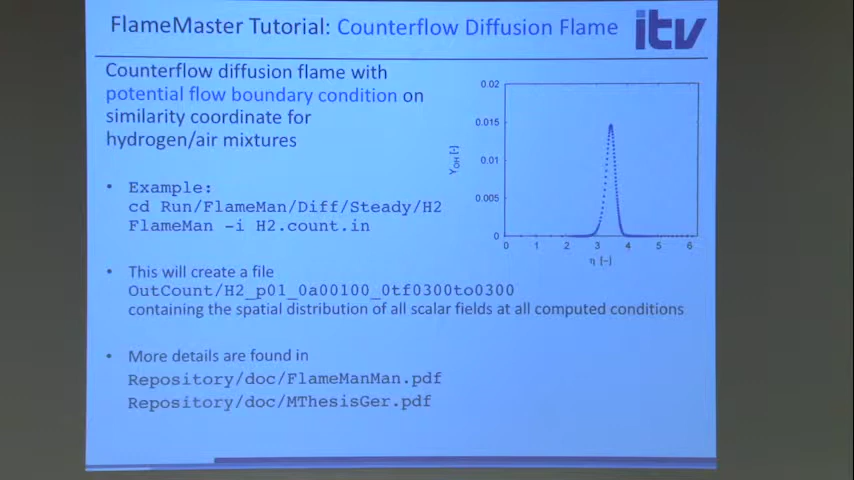 FlameMaster Tutorial: Counterflow Diffusion Flame
itv
Counterflow diffusion flame with
potential flow boundary condition on
similarity coordinate for
hydrogen/air mixtures
• Example:
cd Run/FlameMan/Diff/Steady/H2
FlameMan -i H2.count.in
• This will create a file
OutCount/H2_p01_0a00100_0tf0300to0300
containing the spatial distribution of all scalar fields at all computed conditions
• More details are found in
Repository/doc/FlameManMan.pdf
Repository/doc/MThesisGer.pdf
0.02
0.015
0.01
0.005
0
Y_OH [-]
0 1 2 3 4 5 6
η [-]